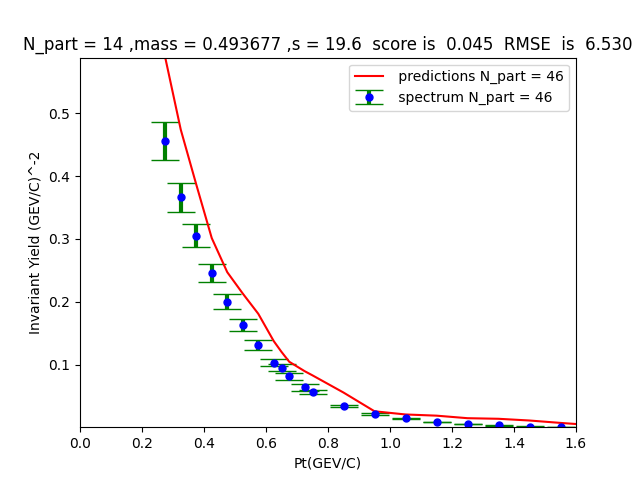 N_part = 14 ,mass = 0.493677 ,s = 19.6  score is  0.045  RMSE  is  6.530
predictions N_part = 46
spectrum N_part = 46
Invariant Yield (GEV/C)^-2
0.5
0.4
0.3
0.2
0.1
0.0 0.2 0.4 0.6 0.8 1.0 1.2 1.4 1.6
Pt(GEV/C)